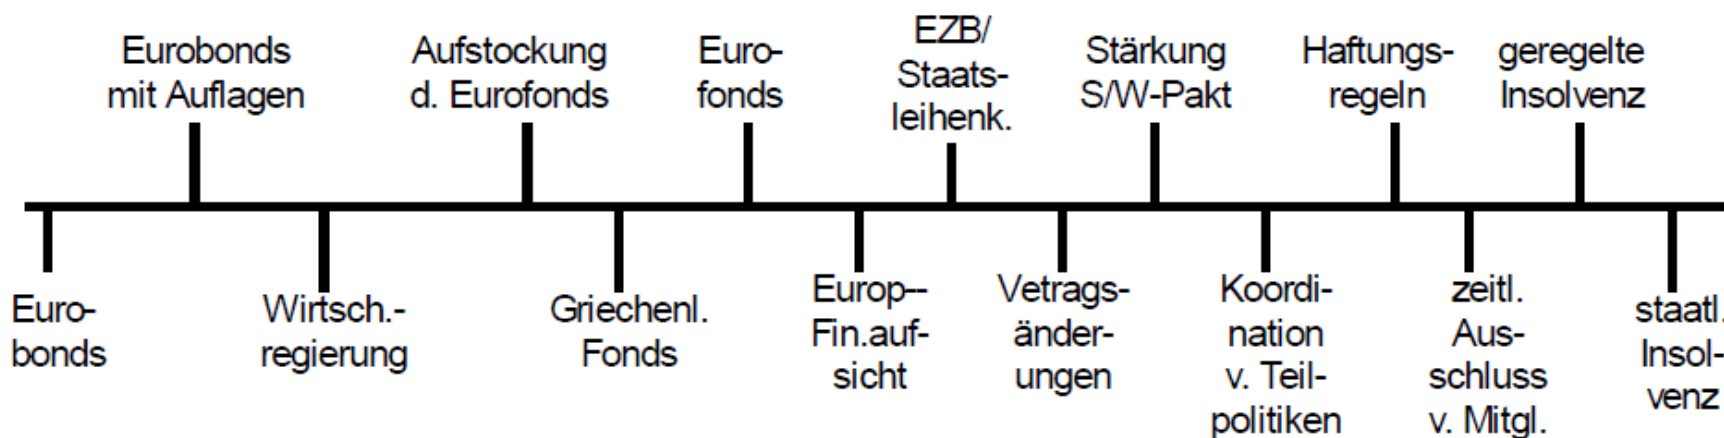 Eurobonds
mit Auflagen
Aufstockung
d. Eurofonds
Euro-
fonds
EZB/
Staats-
leihenk.
Stärkung
S/W-Pakt
Haftungs-
regeln
geregelte
Insolvenz
Euro-
bonds
Wirtsch.-
regierung
Griechenl.
Fonds
Europ--
Fin.auf-
sicht
Vetrags-
änder-
ungen
Koordi-
nation
v. Teil-
politiken
zeitl.
Aus-
schluss
v. Mitgl.
staatl.
Insol-
venz